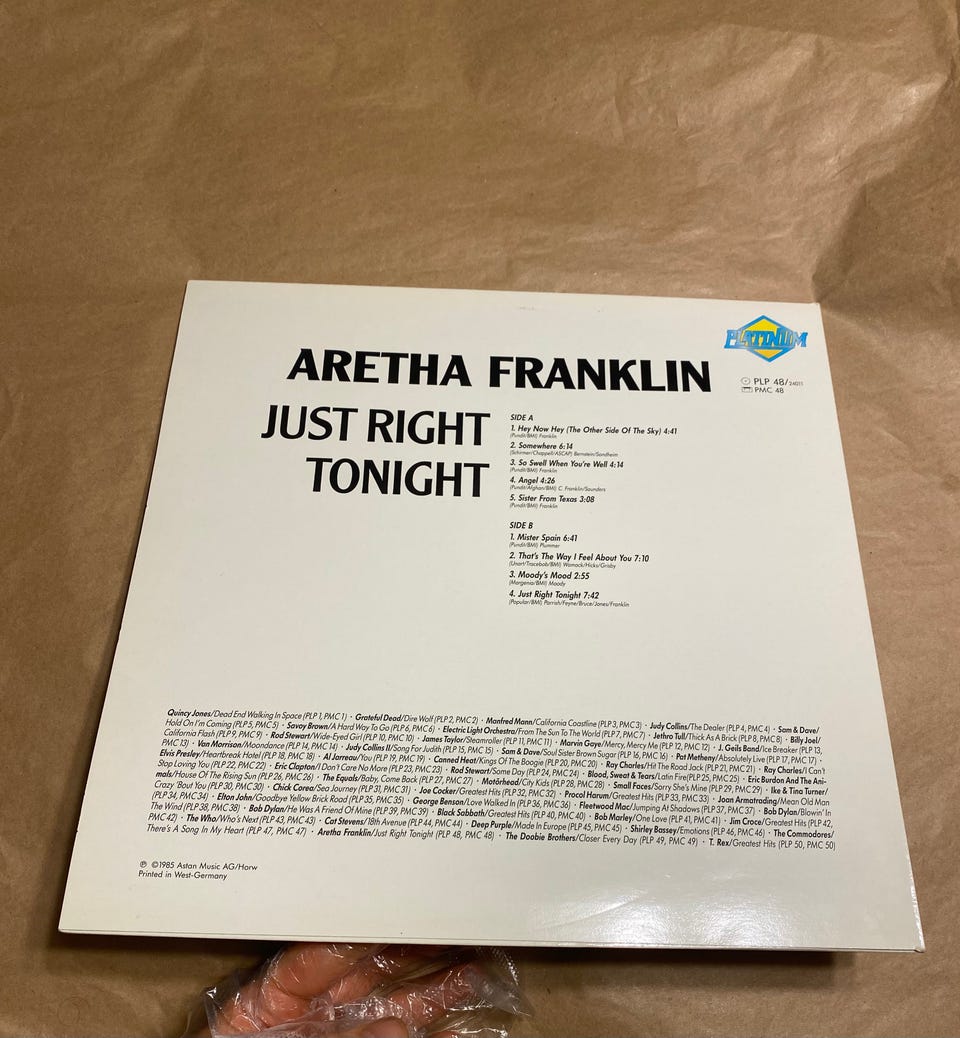 PLATINUM
ARETHA FRANKLIN
PLP 48/24011
PMC 48
JUST RIGHT
TONIGHT
SIDE A
1. Hey Now Hey (The Other Side Of The Sky) 4:41
(Pundit/BMI) Franklin
2. Somewhere 6:14
(Schirmer/Chappell/ASCAP) Bernstein/Sondheim
3. So Swell When You're Well 4:14
(Pundit/BMI) Franklin
4. Angel 4:26
(Pundit/Afghan/BMI) C. Franklin/Saunders
5. Sister From Texas 3:08
(Pundit/BMI) Franklin
SIDE B
1. Mister Spain 6:41
(Pundit/BMI) Plummer
2. That's The Way I Feel About You 7:10
(Unart/Tracebob/BMI) Womack/Hicks/Grisby
3. Moody's Mood 2:55
(Margenia/BMI) Moody
4. Just Right Tonight 7:42
(Popular/BMI) Parrish/Feyne/Bruce/Jones/Franklin
Quincy Jones/Dead End Walking In Space (PLP 1, PMC 1) · Grateful Dead/Dire Wolf (PLP 2, PMC 2) · Manfred Mann/California Coastline (PLP 3, PMC 3) · Judy Collins/The Dealer (PLP 4, PMC 4) · Sam & Dave/
Hold On I'm Coming (PLP 5, PMC 5) · Savoy Brown/A Hard Way To Go (PLP 6, PMC 6) · Electric Light Orchestra/From The Sun To The World (PLP 7, PMC 7) · Jethro Tull/Thick As A Brick (PLP 8, PMC 8) · Billy Joel/
California Flash (PLP 9, PMC 9) · Rod Stewart/Wide-Eyed Girl (PLP 10, PMC 10) · James Taylor/Steamroller (PLP 11, PMC 11) · Marvin Gaye/Mercy, Mercy Me (PLP 12, PMC 12) · J. Geils Band/Ice Breaker (PLP 13,
PMC 13) · Van Morrison/Moondance (PLP 14, PMC 14) · Judy Collins II/Song For Judith (PLP 15, PMC 15) · Sam & Dave/Soul Sister Brown Sugar (PLP 16, PMC 16) · Pat Metheny/Absolutely Live (PLP 17, PMC 17) ·
Elvis Presley/Heartbreak Hotel (PLP 18, PMC 18) · Al Jarreau/You (PLP 19, PMC 19) · Canned Heat/Kings Of The Boogie (PLP 20, PMC 20) · Ray Charles/Hit The Road Jack (PLP 21, PMC 21) · Ray Charles/I Can't
Stop Loving You (PLP 22, PMC 22) · Eric Clapton/I Don't Care No More (PLP 23, PMC 23) · Rod Stewart/Some Day (PLP 24, PMC 24) · Blood, Sweat & Tears/Latin Fire (PLP 25, PMC 25) · Eric Burdon And The Ani-
mals/House Of The Rising Sun (PLP 26, PMC 26) · The Equals/Baby, Come Back (PLP 27, PMC 27) · Motörhead/City Kids (PLP 28, PMC 28) · Small Faces/Sorry She's Mine (PLP 29, PMC 29) · Ike & Tina Turner/
Crazy 'Bout You (PLP 30, PMC 30) · Chick Corea/Sea Journey (PLP 31, PMC 31) · Joe Cocker/Greatest Hits (PLP 32, PMC 32) · Procol Harum/Greatest Hits (PLP 33, PMC 33) · Joan Armatrading/Mean Old Man
(PLP 34, PMC 34) · Elton John/Goodbye Yellow Brick Road (PLP 35, PMC 35) · George Benson/Love Walked In (PLP 36, PMC 36) · Fleetwood Mac/Jumping At Shadows (PLP 37, PMC 37) · Bob Dylan/Blowin' In
The Wind (PLP 38, PMC 38) · Bob Dylan/He Was A Friend Of Mine (PLP 39, PMC 39) · Black Sabbath/Greatest Hits (PLP 40, PMC 40) · Bob Marley/One Love (PLP 41, PMC 41) · Jim Croce/Greatest Hits (PLP 42,
PMC 42) · The Who/Who's Next (PLP 43, PMC 43) · Cat Stevens/18th Avenue (PLP 44, PMC 44) · Deep Purple/Made In Europe (PLP 45, PMC 45) · Shirley Bassey/Emotions (PLP 46, PMC 46) · The Commodores/
There's A Song In My Heart (PLP 47, PMC 47) · Aretha Franklin/Just Right Tonight (PLP 48, PMC 48) · The Doobie Brothers/Closer Every Day (PLP 49, PMC 49) · T. Rex/Greatest Hits (PLP 50, PMC 50)
℗ ©1985 Astan Music AG/Horw
Printed in West-Germany